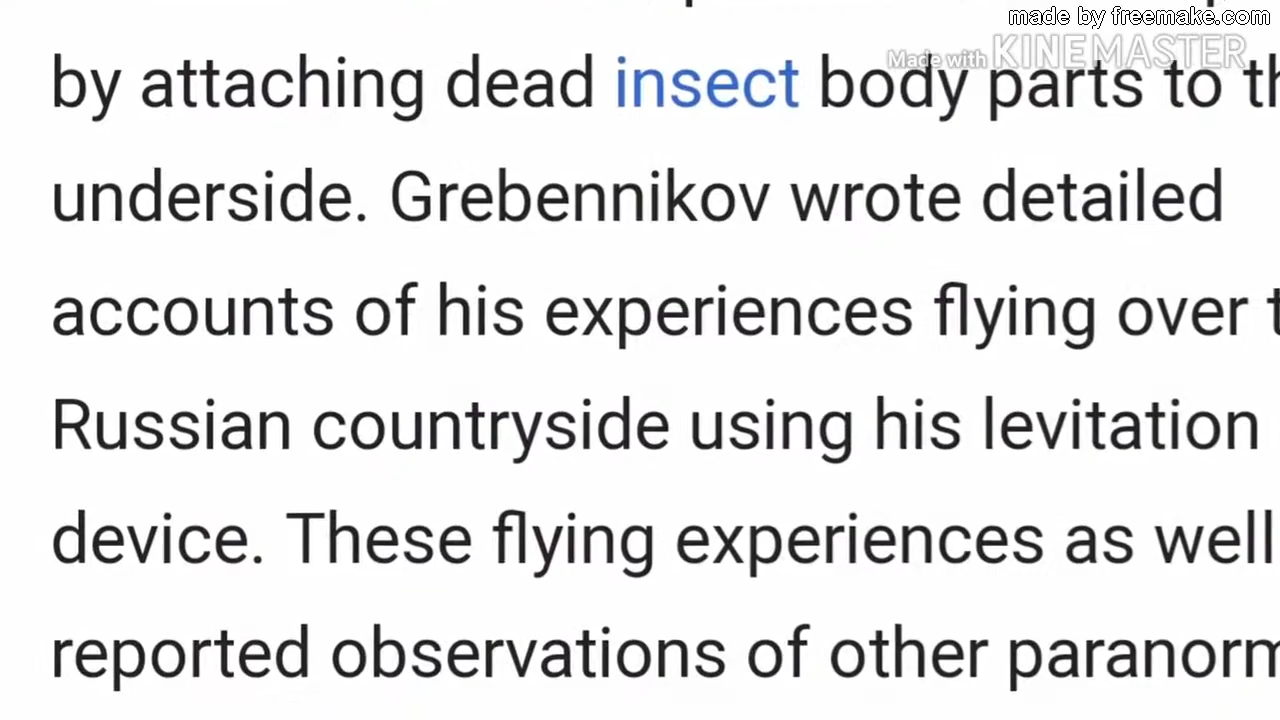 made by freemake.com
Made with KINEMASTER
by attaching dead insect body parts to
underside. Grebennikov wrote detailed
accounts of his experiences flying over
Russian countryside using his levitation
device. These flying experiences as well
reported observations of other